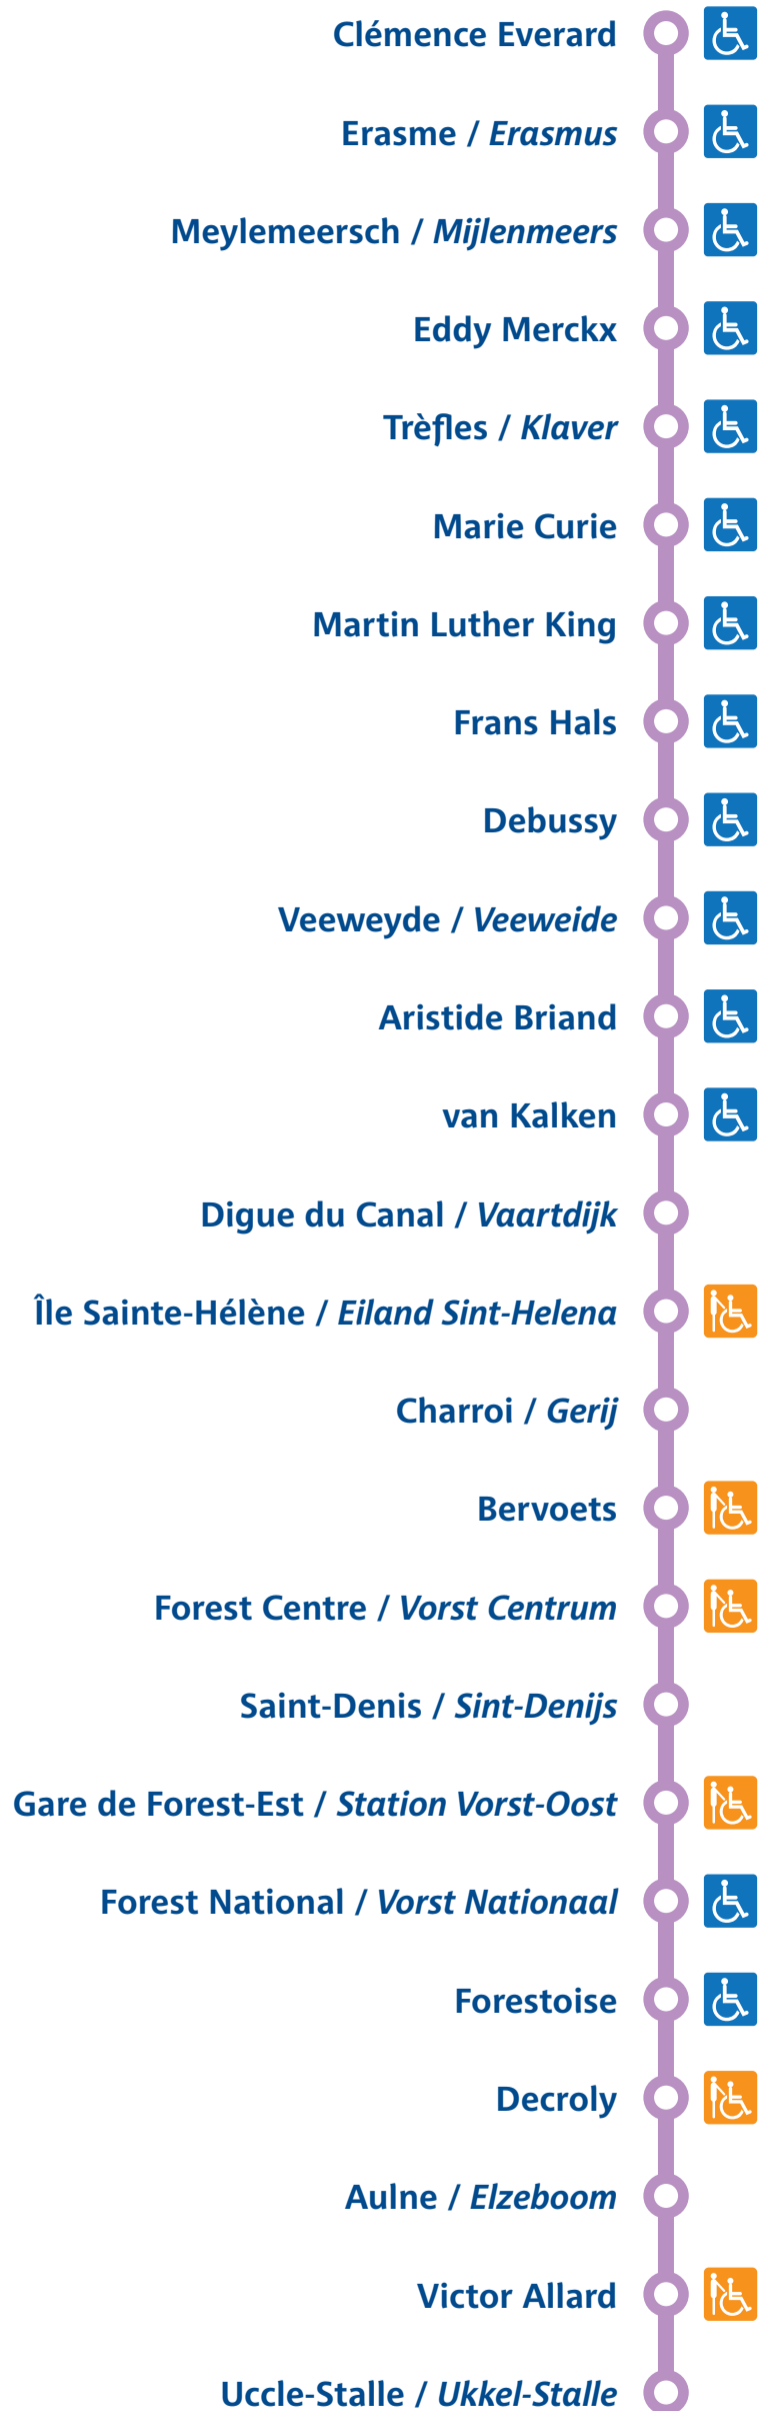 Clémence Everard
Erasme / Erasmus
Meylemeersch / Mijlenmeers
Eddy Merckx
Trèfles / Klaver
Marie Curie
Martin Luther King
Frans Hals
Debussy
Veeweyde / Veeweide
Aristide Briand
van Kalken
Digue du Canal / Vaartdijk
Île Sainte-Hélène / Eiland Sint-Helena
Charroi / Gerij
Bervoets
Forest Centre / Vorst Centrum
Saint-Denis / Sint-Denijs
Gare de Forest-Est / Station Vorst-Oost
Forest National / Vorst Nationaal
Forestoise
Decroly
Aulne / Elzeboom
Victor Allard
Uccle-Stalle / Ukkel-Stalle